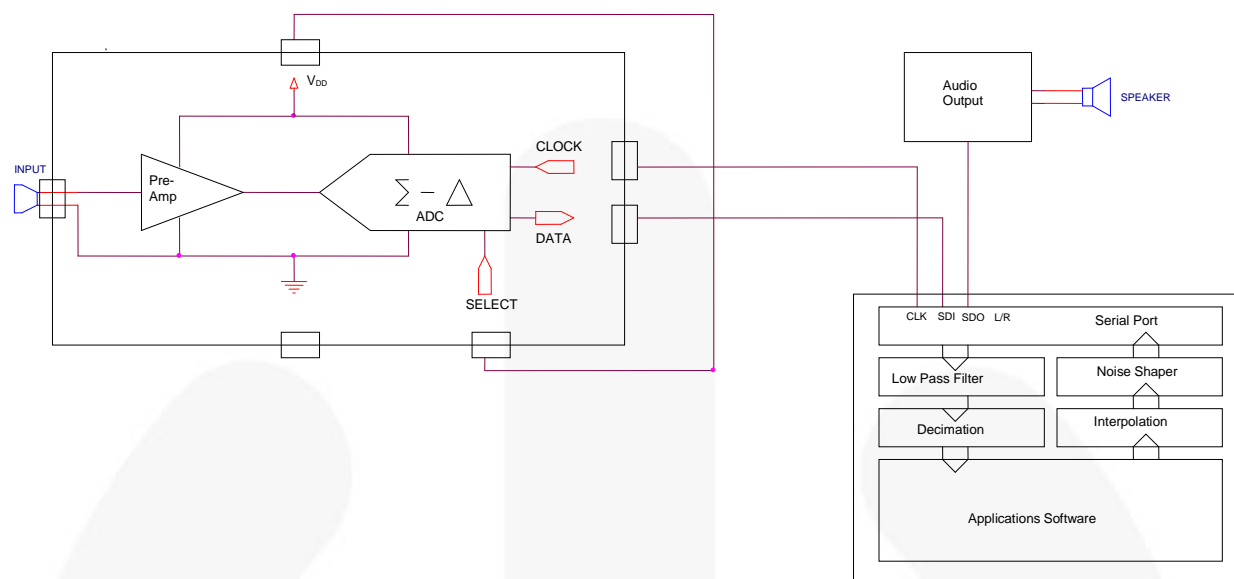 V_DD
INPUT
Pre-
Amp
Σ – Δ
ADC
CLOCK
DATA
SELECT
Audio
Output
SPEAKER
CLK SDI SDO L/R
Serial Port
Low Pass Filter
Noise Shaper
Decimation
Interpolation
Applications Software